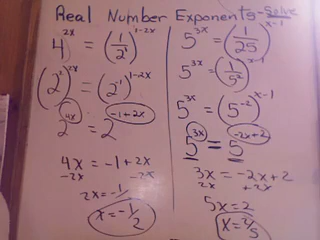 Real Number Exponents-Solve
4^{2x} = (1/2^1)^{1-2x}
(2^2)^{2x} = (2^{-1})^{1-2x}
2^{4x} = 2^{-1+2x}
4x = -1+2x
-2x -2x
2x = -1/
x = -1/2
5^{3x} = (1/25)^{x-1}
5^{3x} = (1/5^2)^{x-1}
5^{3x} = (5^{-2})^{x-1}
5^{3x} = 5^{-2x+2}
3x = -2x+2
2x +2x
5x = 2
x = 2/5